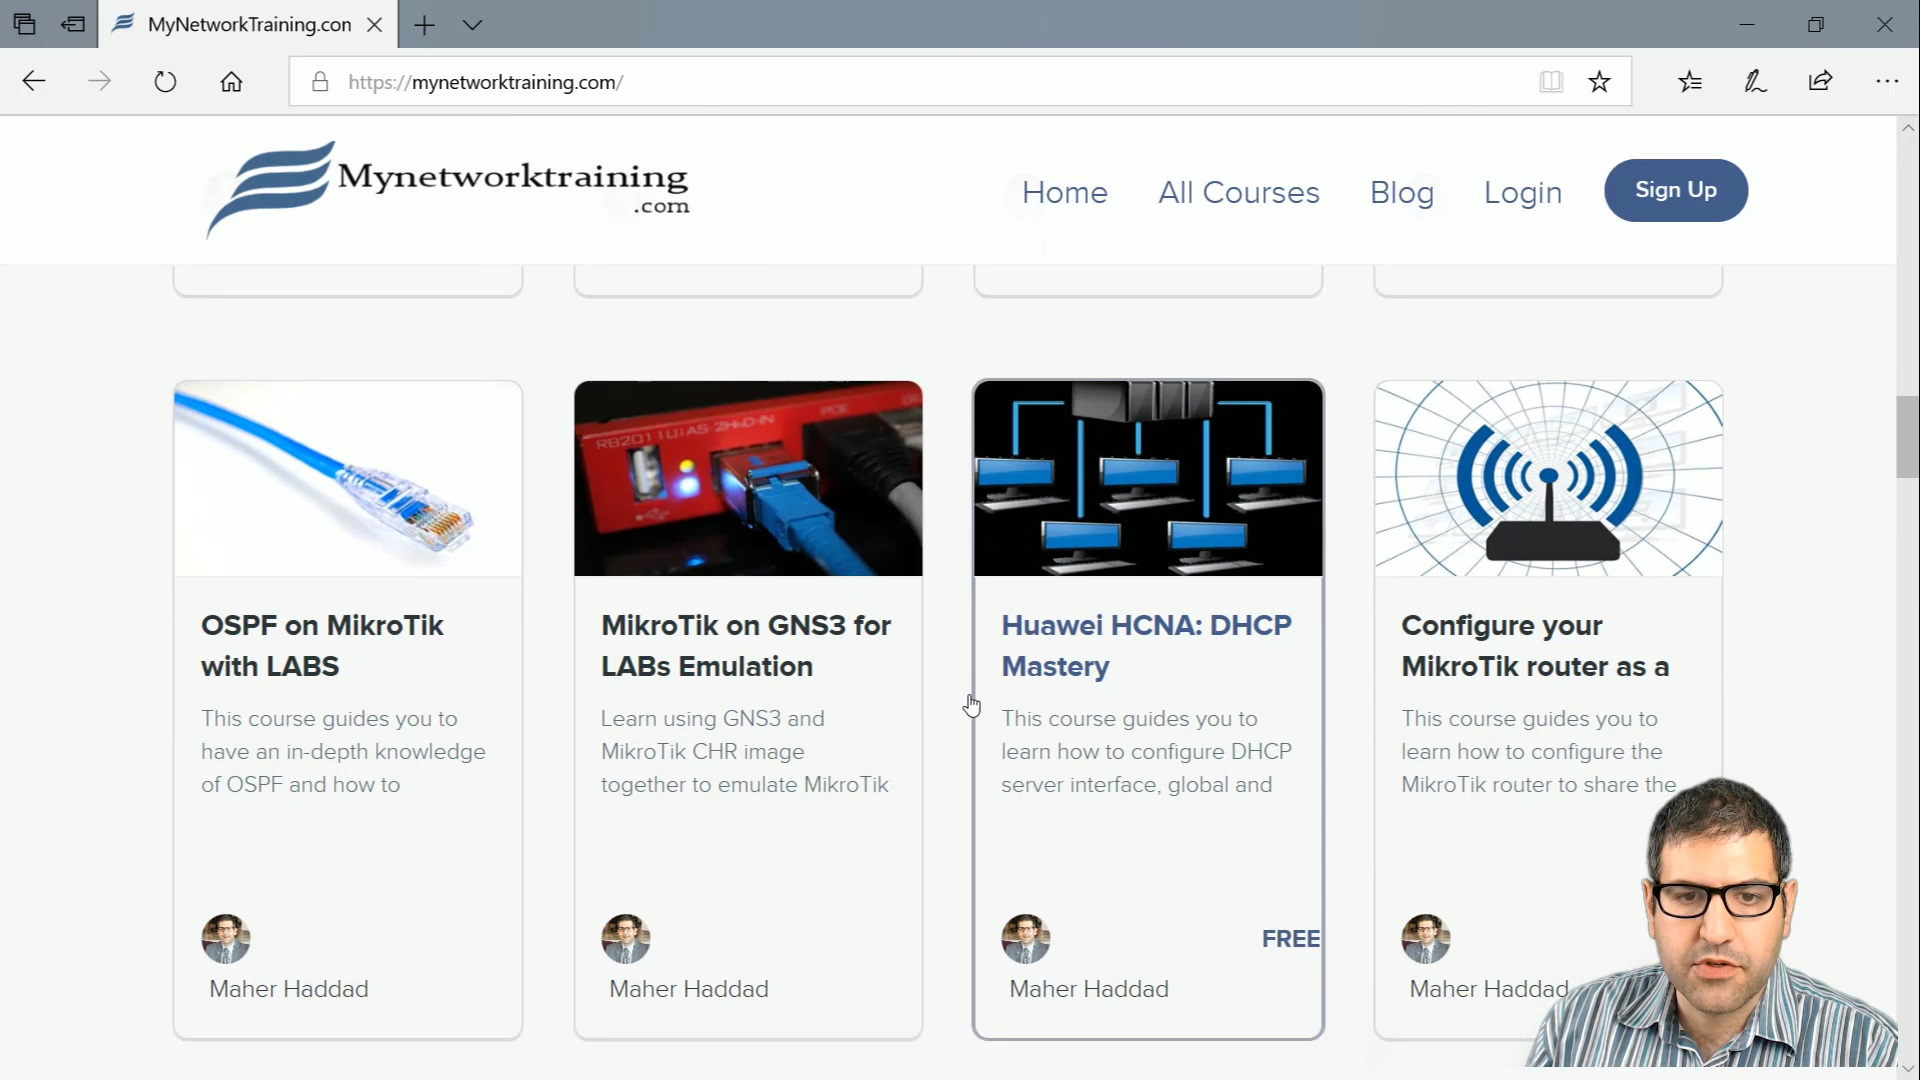 MyNetworkTraining.con
https://mynetworktraining.com/
Mynetworktraining
.com
Home
All Courses
Blog
Login
Sign Up
RB2011UiAS-2HnD-IN
POE
OSPF on MikroTik
with LABS
This course guides you to
have an in-depth knowledge
of OSPF and how to
Maher Haddad
MikroTik on GNS3 for
LABs Emulation
Learn using GNS3 and
MikroTik CHR image
together to emulate MikroTik
Maher Haddad
Huawei HCNA: DHCP
Mastery
This course guides you to
learn how to configure DHCP
server interface, global and
FREE
Maher Haddad
Configure your
MikroTik router as a
This course guides you to
learn how to configure the
MikroTik router to share the
Maher Haddad